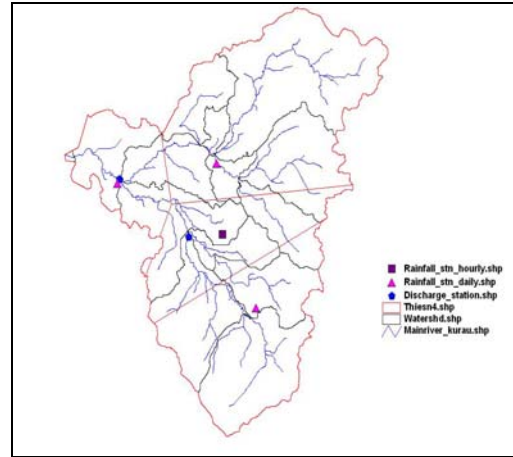 Rainfall_stn_hourly.shp
Rainfall_stn_daily.shp
Discharge_station.shp
Thiesn4.shp
Watershd.shp
Mainriver_kurau.shp